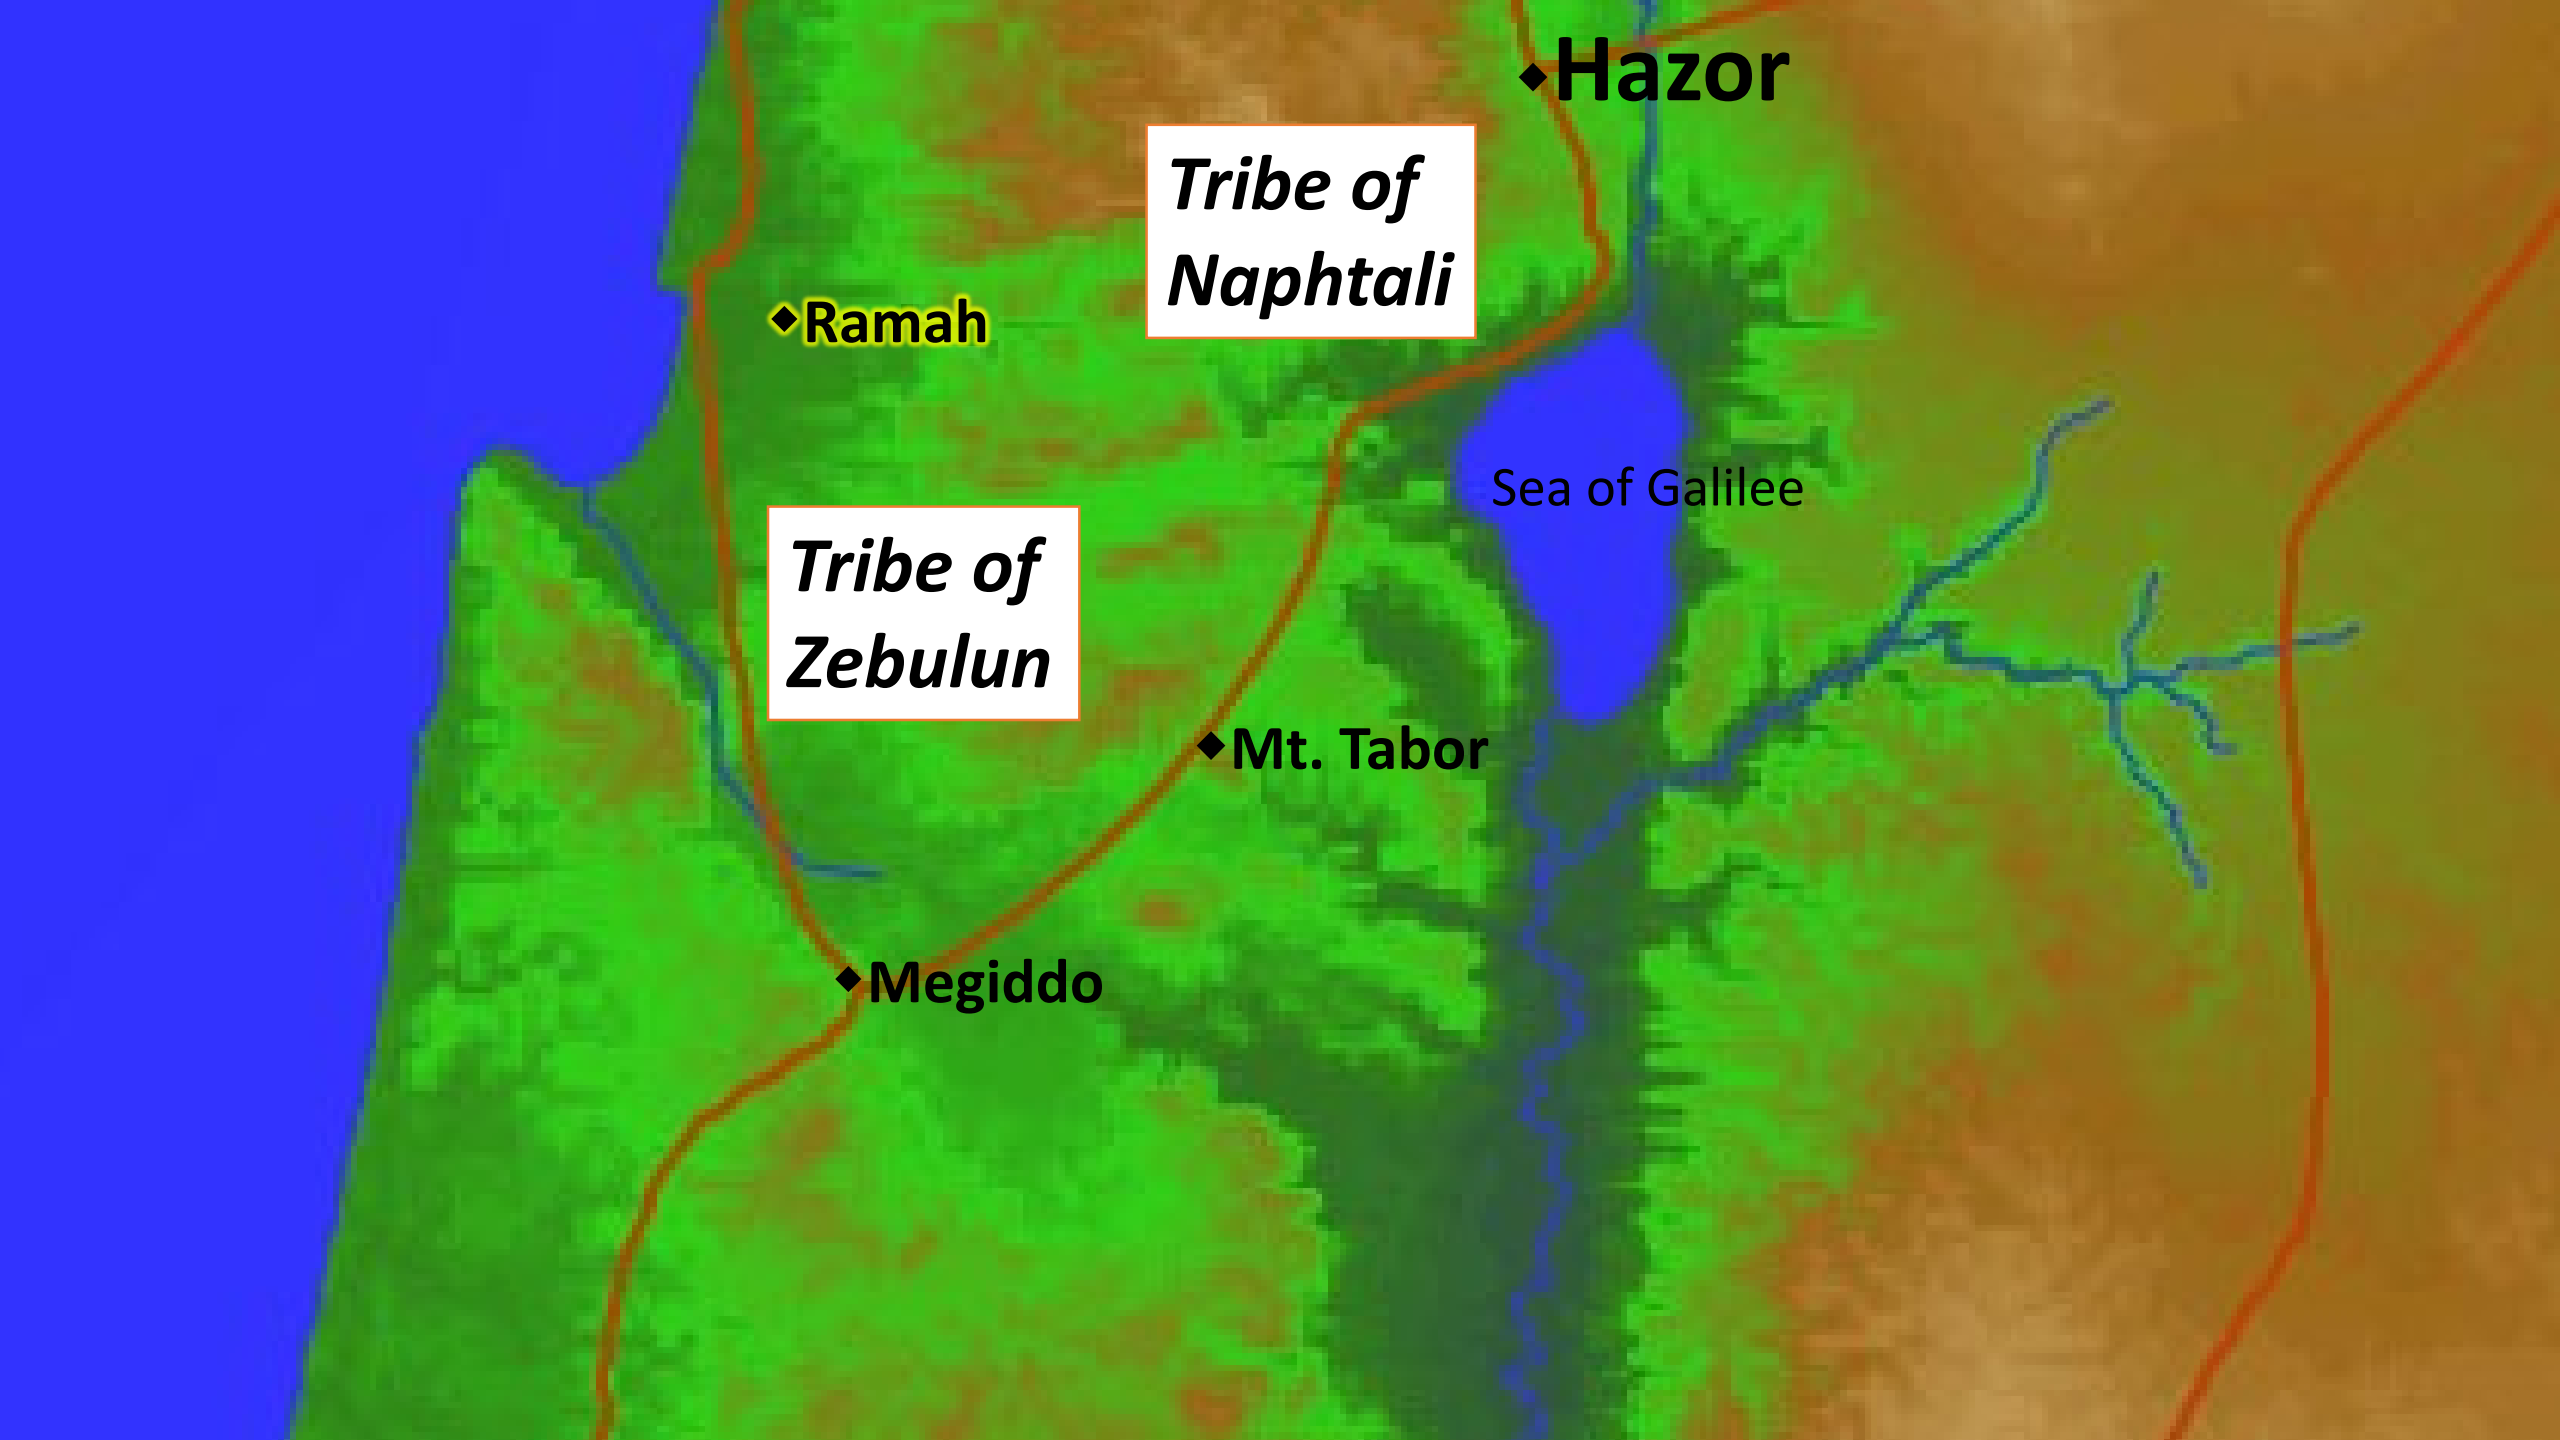 Hazor
Tribe of
Naphtali
Ramah
Sea of Galilee
Tribe of
Zebulun
Mt. Tabor
Megiddo